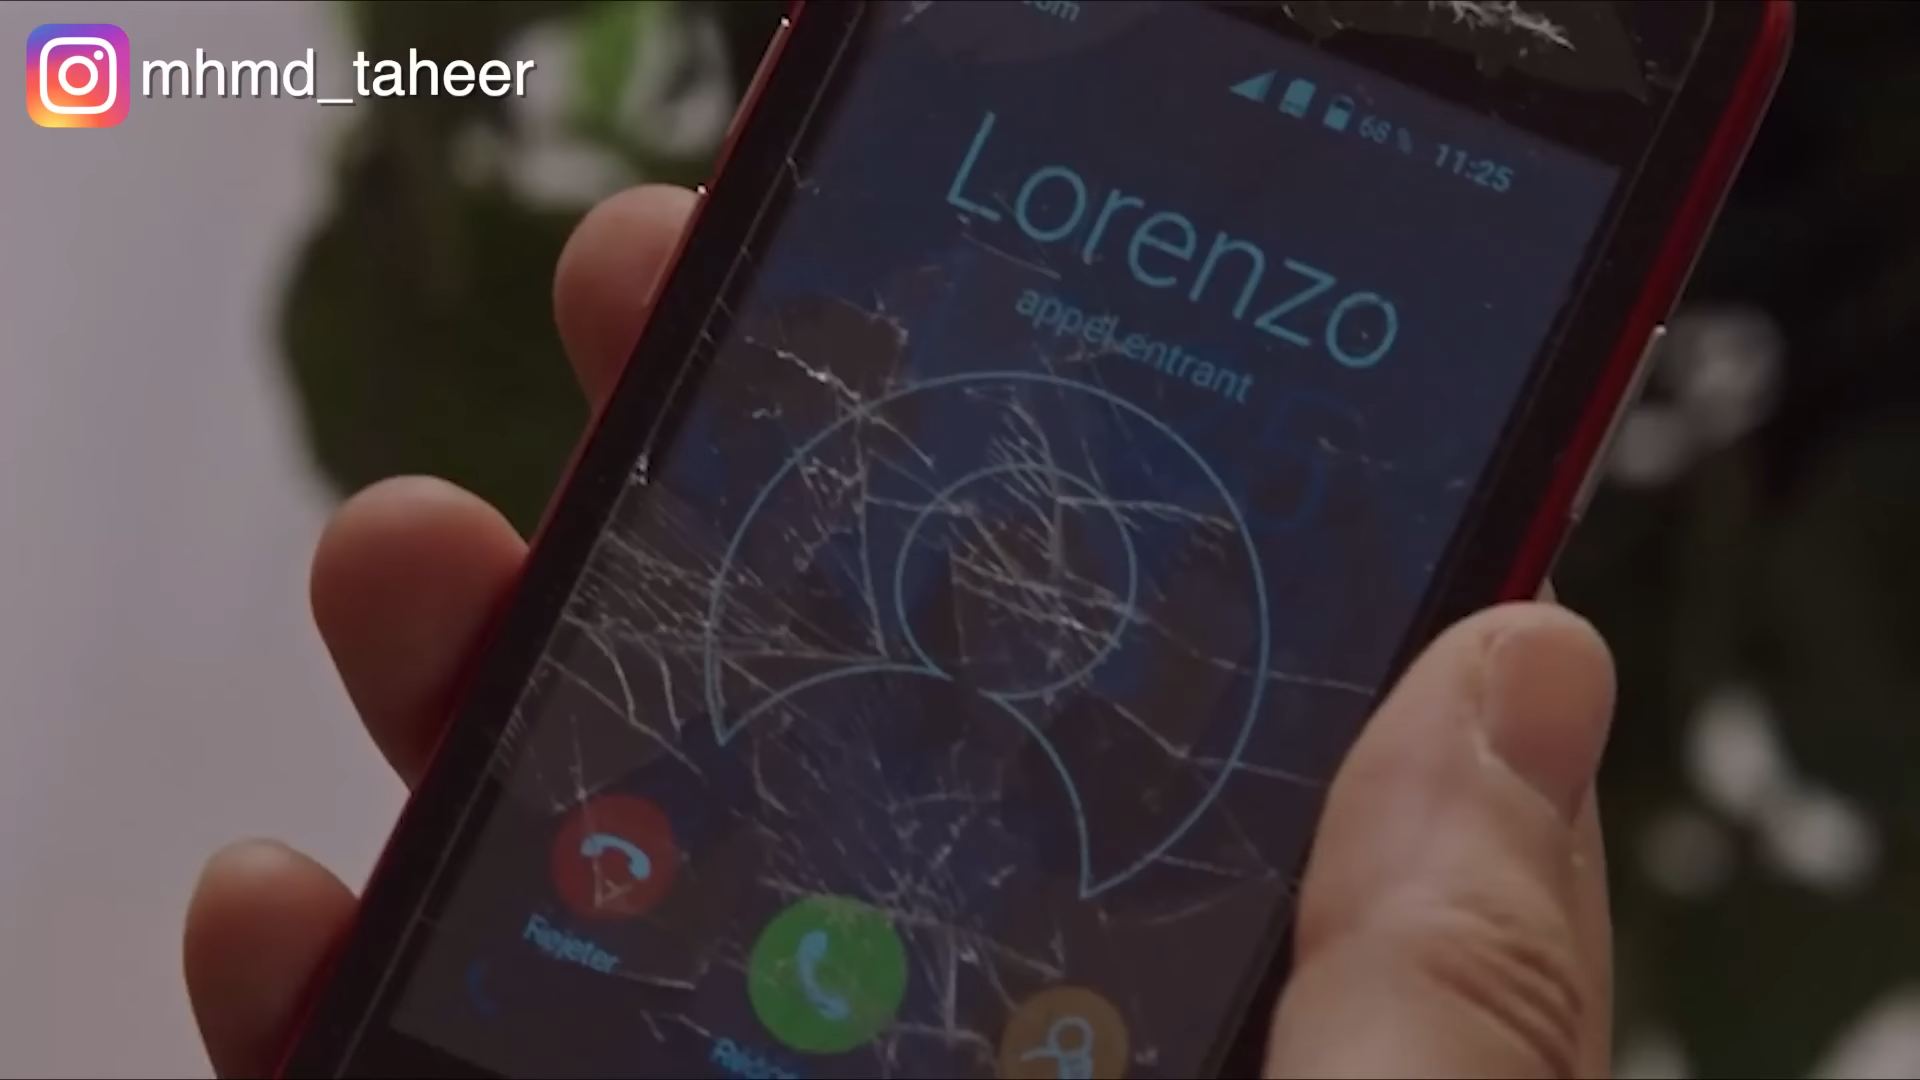 mhmd_taheer
68% 11:25
Lorenzo
appel entrant
Rejeter